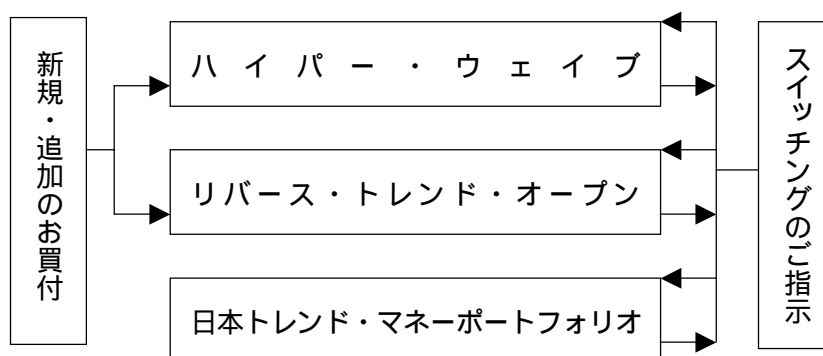 新規・追加のお買付
ハイパー・ウェイブ
リバース・トレンド・オープン
日本トレンド・マネーポートフォリオ
スイッチングのご指示